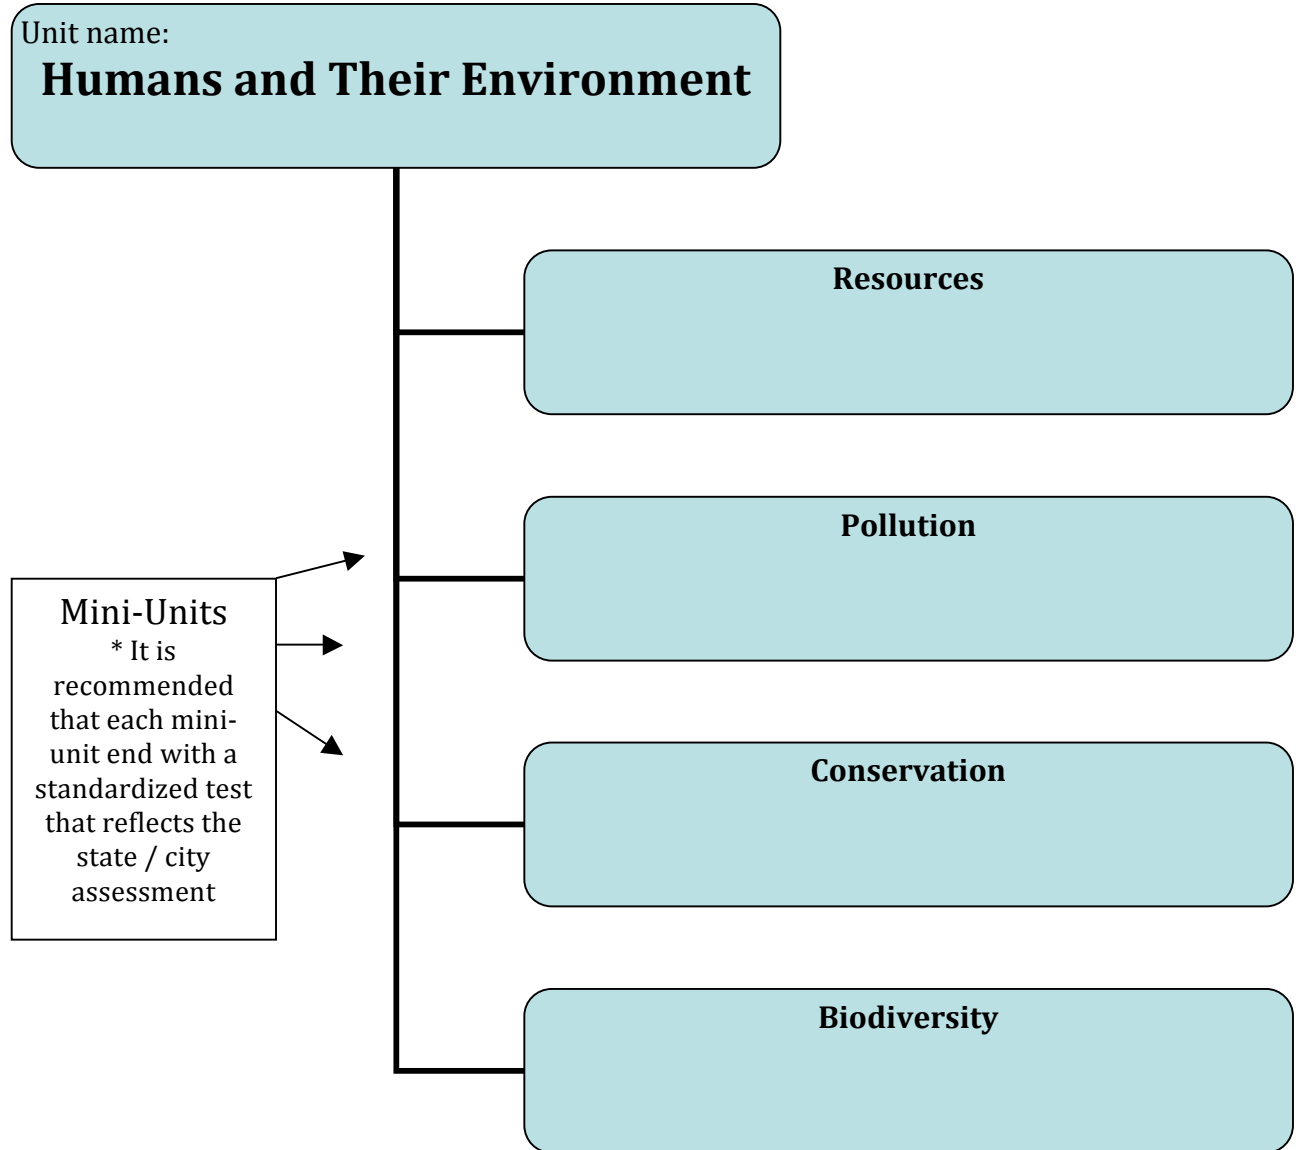 Unit name:
Humans and Their Environment
Resources
Pollution
Mini-Units
* It is
recommended
that each mini-
unit end with a
standardized test
that reflects the
state / city
assessment
Conservation
Biodiversity